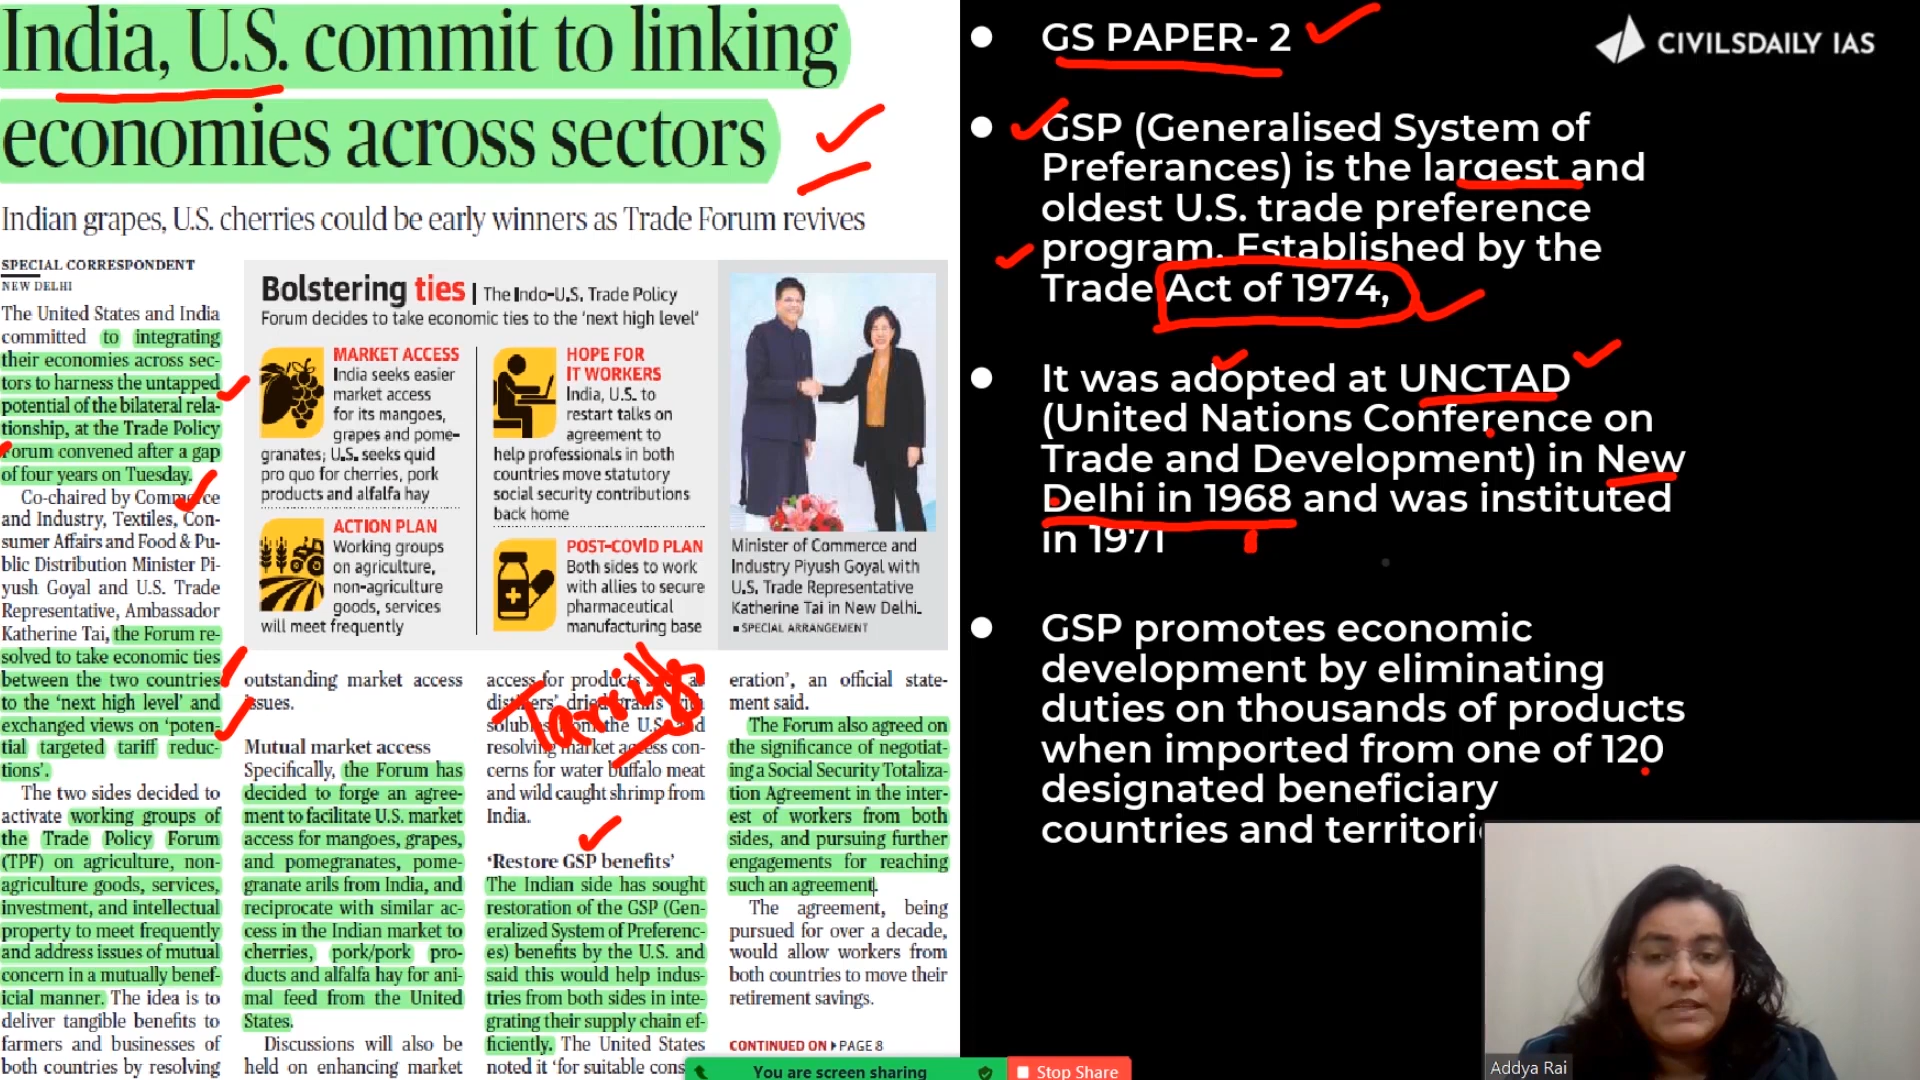 India, U.S. commit to linking
economies across sectors
Indian grapes, U.S. cherries could be early winners as Trade Forum revives
SPECIAL CORRESPONDENT
NEW DELHI
The United States and India
committed to integrating
their economies across sec-
tors to harness the untapped
potential of the bilateral rela-
tionship, at the Trade Policy
Forum convened after a gap
of four years on Tuesday.
Co-chaired by Commerce
and Industry, Textiles, Con-
sumer Affairs and Food & Pu-
blic Distribution Minister Pi-
yush Goyal and U.S. Trade
Representative, Ambassador
Katherine Tai, the Forum re-
solved to take economic ties
between the two countries
to the 'next high level' and
exchanged views on 'poten-
tial targeted tariff reduc-
tions'.
The two sides decided to
activate working groups of
the Trade Policy Forum
(TPF) on agriculture, non-
agriculture goods, services,
investment, and intellectual
property to meet frequently
and address issues of mutual
concern in a mutually benef-
icial manner. The idea is to
deliver tangible benefits to
farmers and businesses of
both countries by resolving
Bolstering ties | The Indo-U.S. Trade Policy
Forum decides to take economic ties to the 'next high level'
MARKET ACCESS
India seeks easier
market access
for its mangoes,
grapes and pome-
granates; U.S. seeks quid
pro quo for cherries, pork
products and alfalfa hay
ACTION PLAN
Working groups
on agriculture,
non-agriculture
goods, services
will meet frequently
HOPE FOR
IT WORKERS
India, U.S. to
restart talks on
agreement to
help professionals in both
countries move statutory
social security contributions
back home
POST-COVID PLAN
Both sides to work
with allies to secure
pharmaceutical
manufacturing base
Minister of Commerce and
Industry Piyush Goyal with
U.S. Trade Representative
Katherine Tai in New Delhi.
▪ SPECIAL ARRANGEMENT
outstanding market access
issues.
Mutual market access
Specifically, the Forum has
decided to forge an agree-
ment to facilitate U.S. market
access for mangoes, grapes,
and pomegranates, pome-
granate arils from India, and
reciprocate with similar ac-
cess in the Indian market to
cherries, pork/pork pro-
ducts and alfalfa hay for ani-
mal feed from the United
States.
Discussions will also be
held on enhancing market
access for products
distillers' dried grains with
solubles from the U.S. and
resolving market access con-
cerns for water buffalo meat
and wild caught shrimp from
India.
Tariffs
'Restore GSP benefits'
The Indian side has sought
restoration of the GSP (Gen-
eralized System of Preferenc-
es) benefits by the U.S. and
said this would help indus-
tries from both sides in inte-
grating their supply chain ef-
ficiently. The United States
noted it 'for suitable cons
eration', an official state-
ment said.
The Forum also agreed on
the significance of negotiat-
ing a Social Security Totaliza-
tion Agreement in the inter-
est of workers from both
sides, and pursuing further
engagements for reaching
such an agreement.
The agreement, being
pursued for over a decade,
would allow workers from
both countries to move their
retirement savings.
CONTINUED ON ▶ PAGE 8
You are screen sharing
Stop Share
CIVILSDAILY IAS
● GS PAPER- 2
● GSP (Generalised System of
Preferances) is the largest and
oldest U.S. trade preference
program. Established by the
Trade Act of 1974,
● It was adopted at UNCTAD
(United Nations Conference on
Trade and Development) in New
Delhi in 1968 and was instituted
in 1971
● GSP promotes economic
development by eliminating
duties on thousands of products
when imported from one of 120
designated beneficiary
countries and territori
Addya Rai